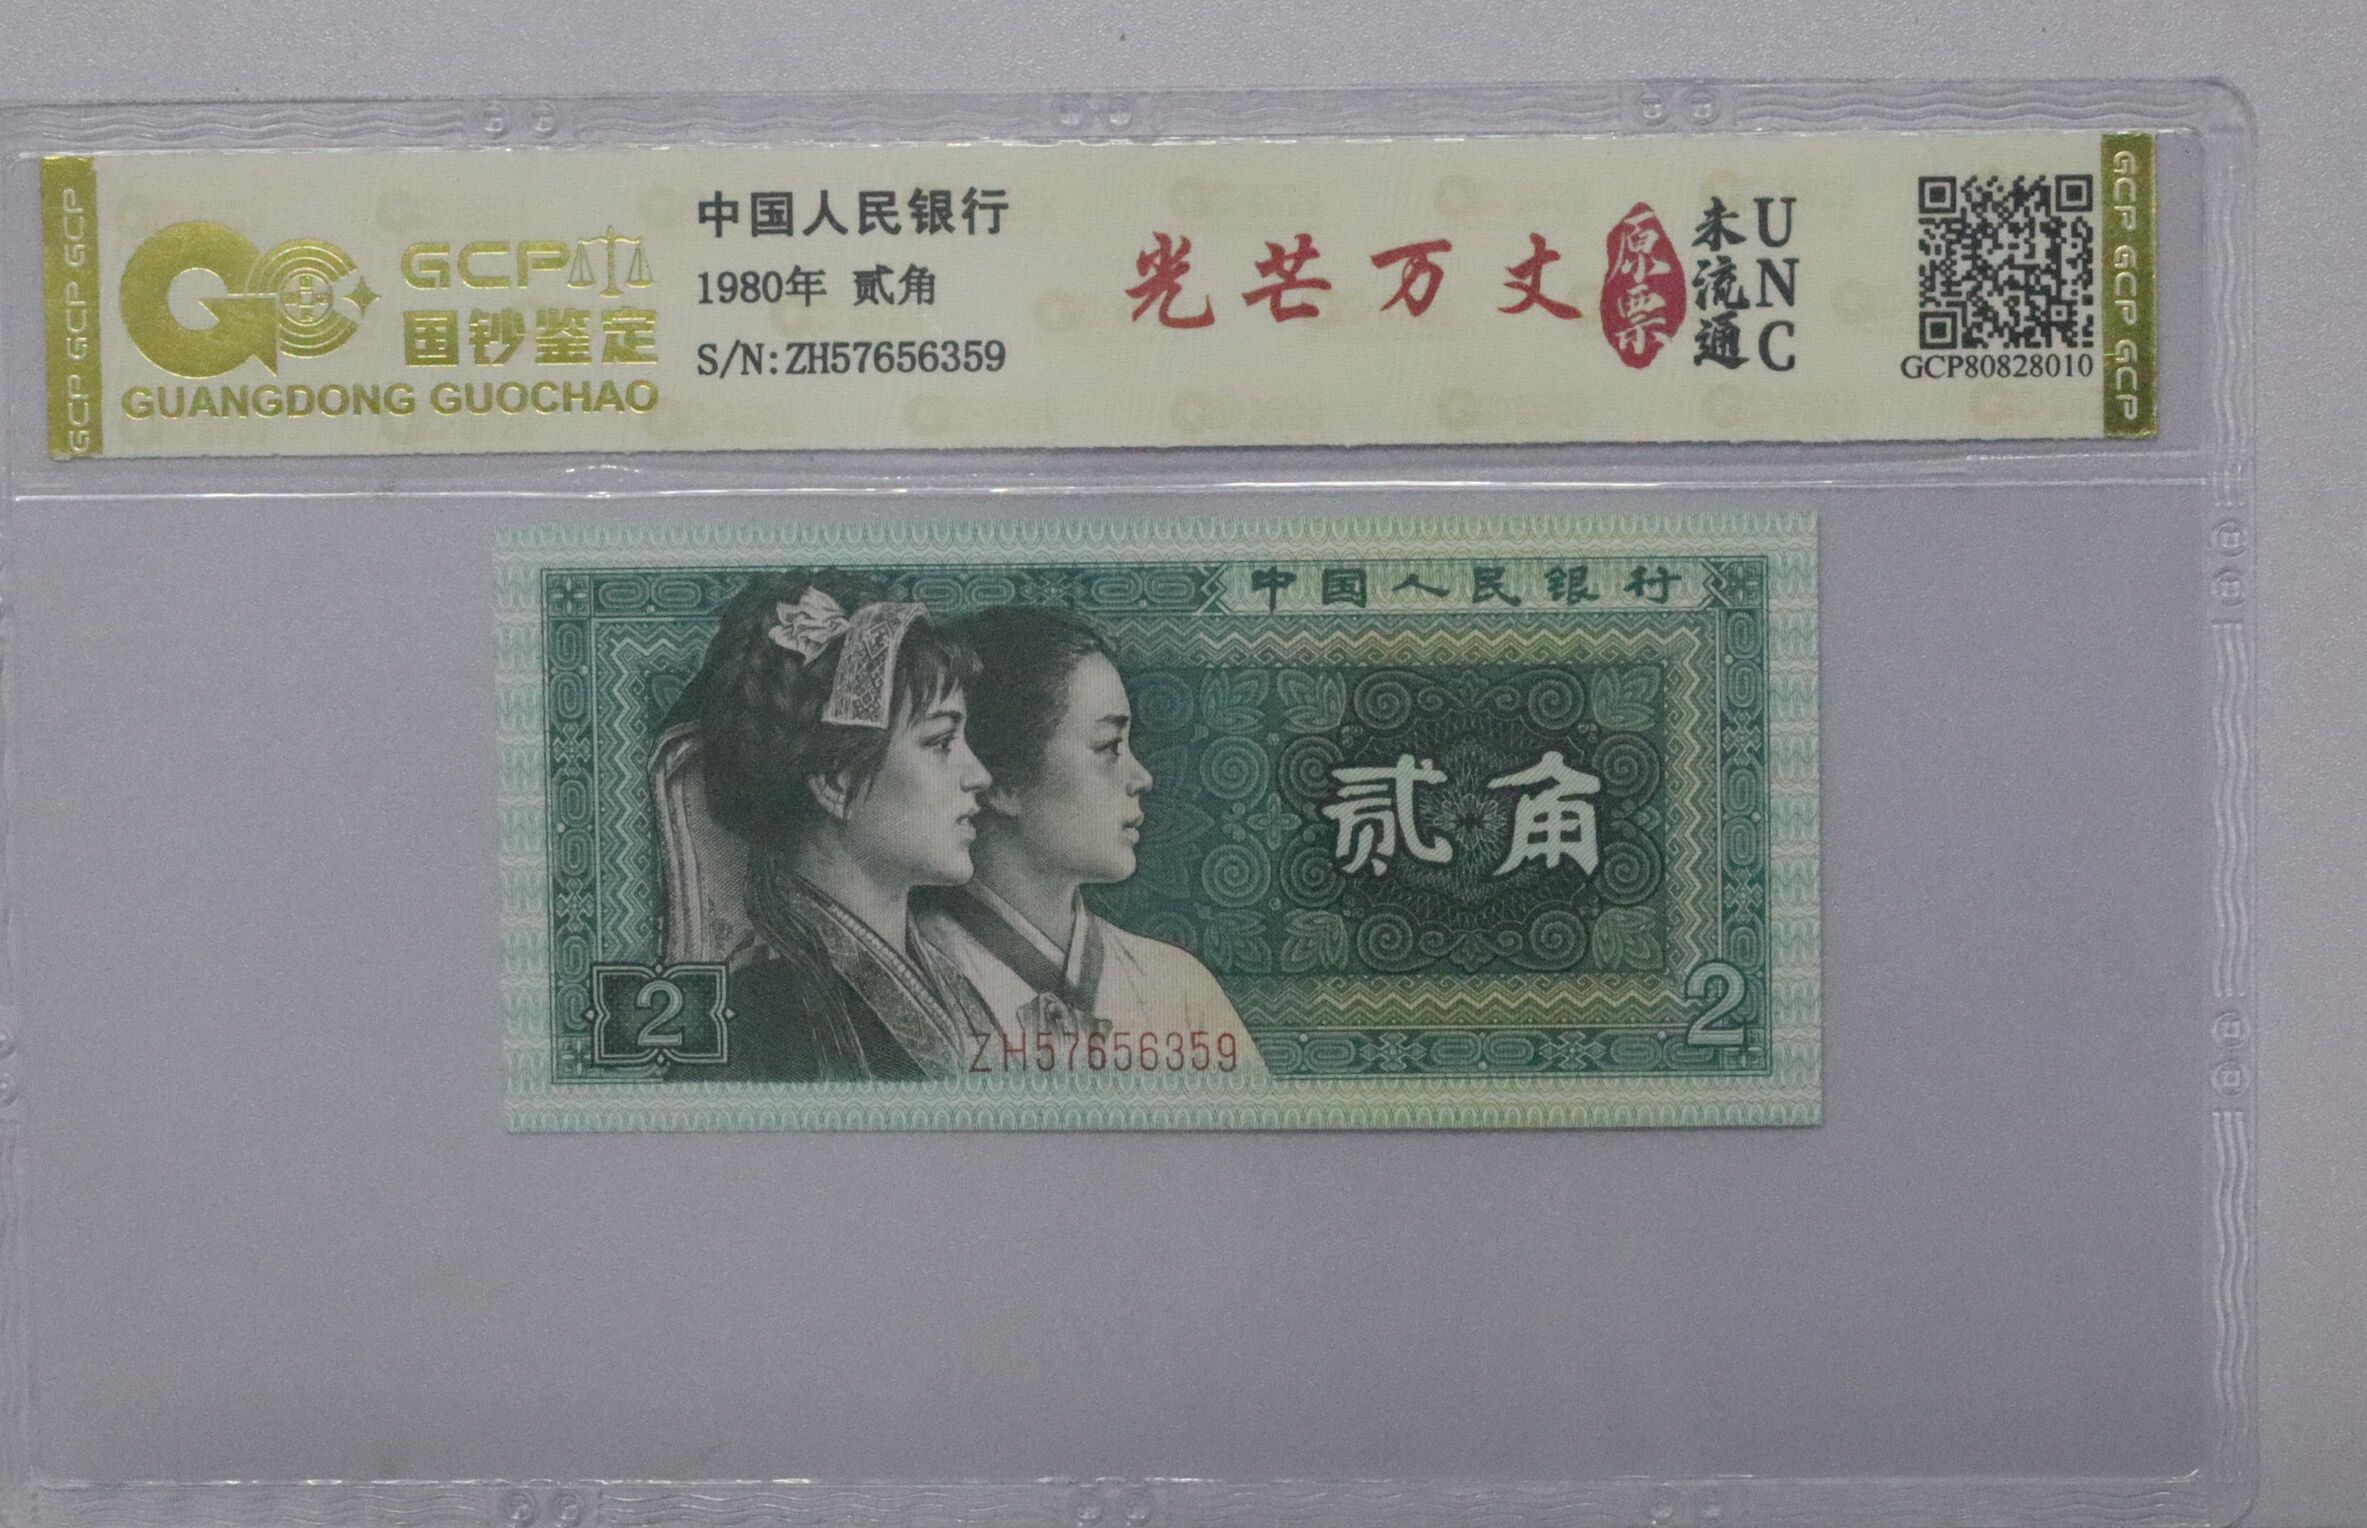 GCP GCP GCP
GCP
国钞鉴定
GUANGDONG GUOCHAO
中国人民银行
1980年 贰角
S/N:ZH57656359
光芒万丈
原票
未流通
UNC
GCP80828010
GCP GCP GCP
中国人民银行
贰角
2
2
ZH57656359